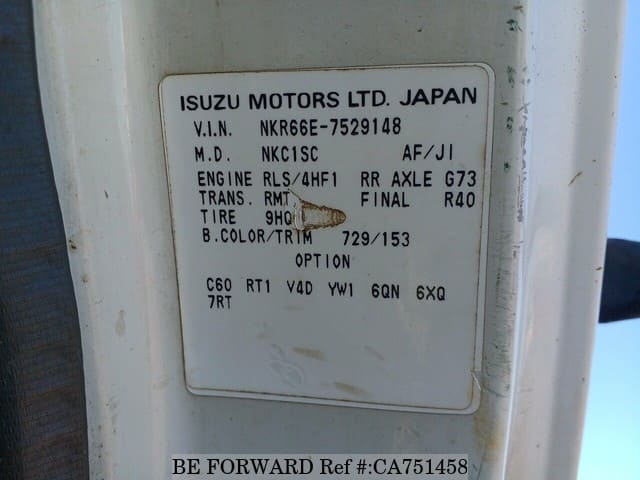 ISUZU MOTORS LTD. JAPAN
V.I.N. NKR66E-7529148
M.D. NKC1SC AF/JI
ENGINE RLS/4HF1 RR AXLE G73
TRANS. RMT FINAL R40
TIRE 9HQ
B.COLOR/TRIM 729/153
OPTION
C60 RT1 V4D YW1 6QN 6XQ
7RT
BE FORWARD Ref #:CA751458